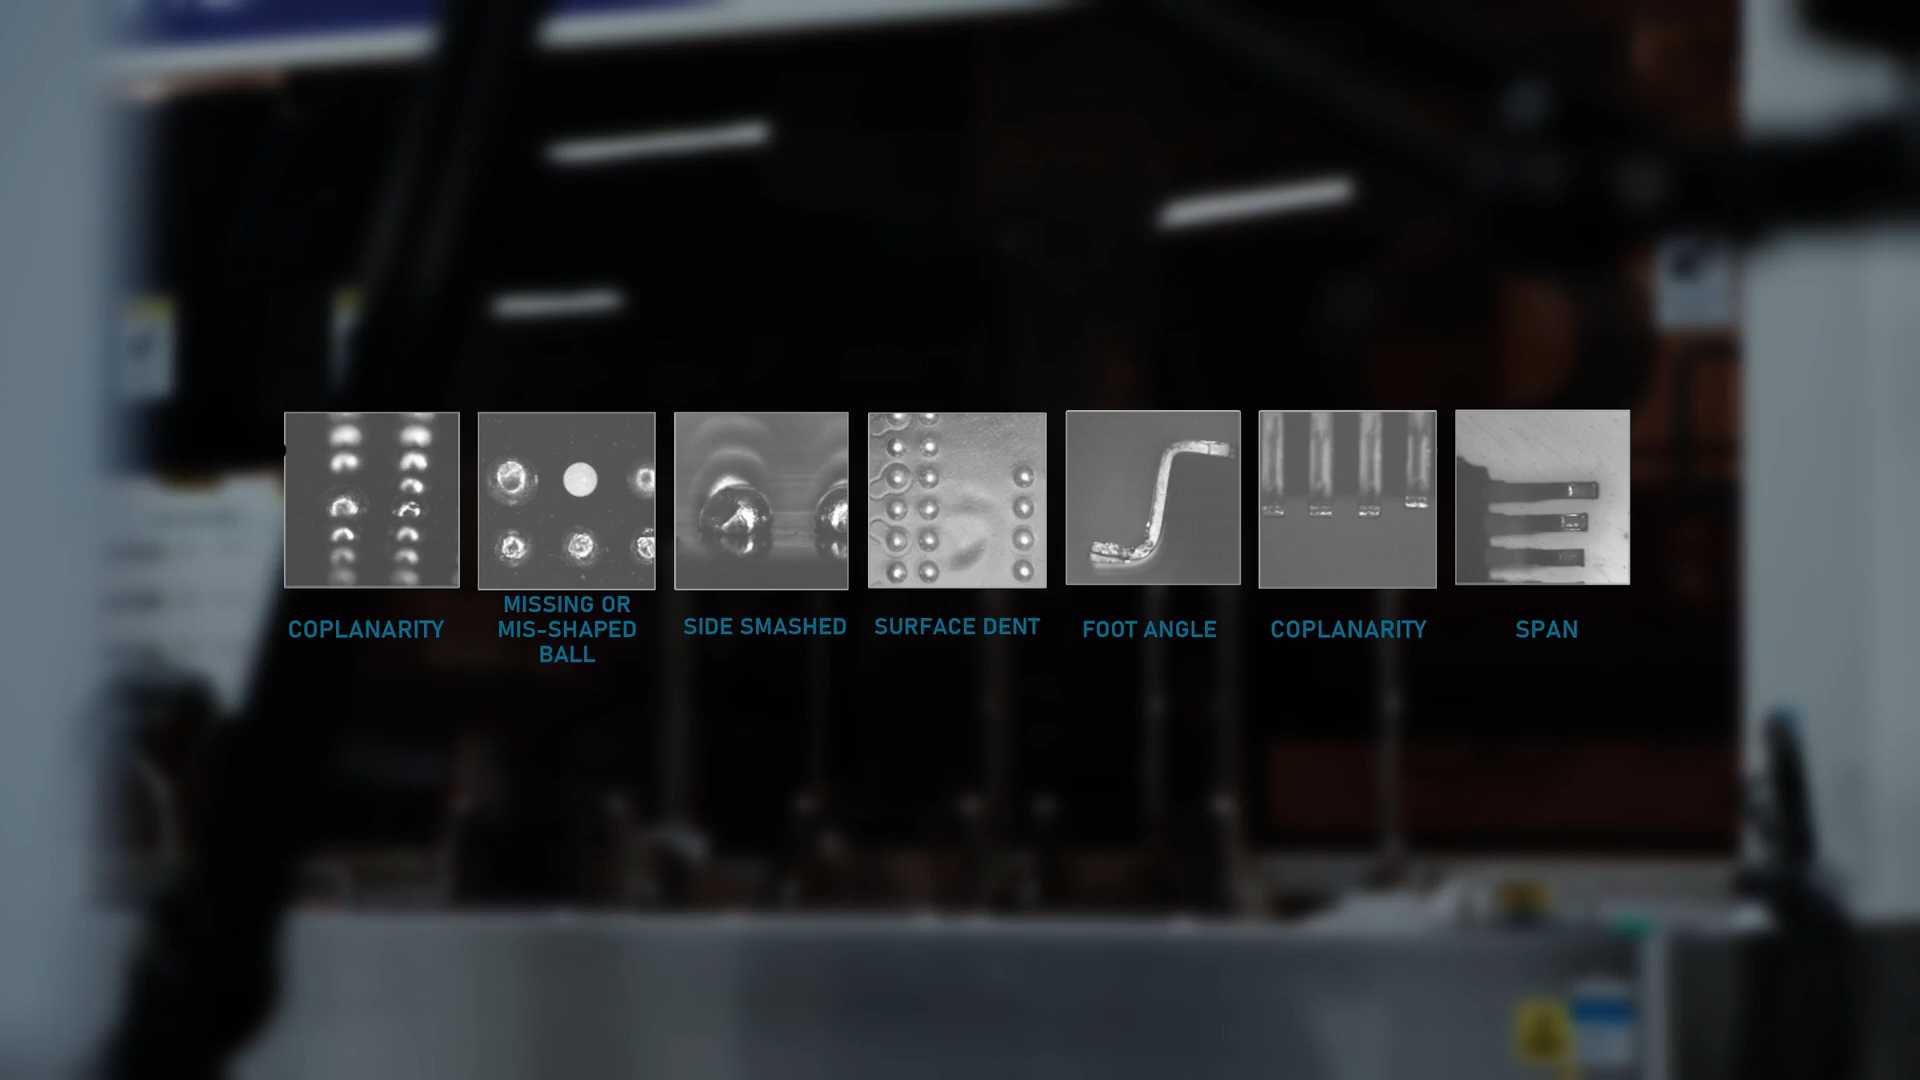 COPLANARITY
MISSING OR
MIS-SHAPED
BALL
SIDE SMASHED
SURFACE DENT
FOOT ANGLE
COPLANARITY
SPAN